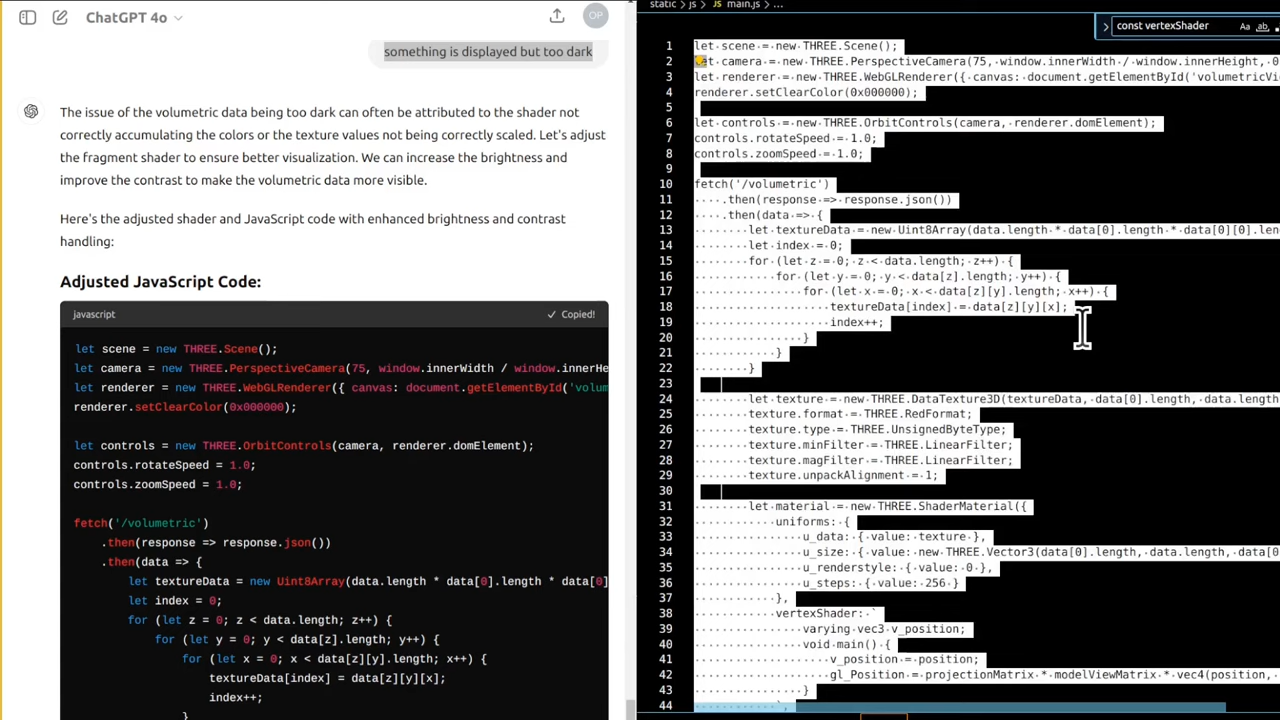 ChatGPT 4o
OP
something is displayed but too dark
The issue of the volumetric data being too dark can often be attributed to the shader not
correctly accumulating the colors or the texture values not being correctly scaled. Let's adjust
the fragment shader to ensure better visualization. We can increase the brightness and
improve the contrast to make the volumetric data more visible.
Here's the adjusted shader and JavaScript code with enhanced brightness and contrast
handling:
Adjusted JavaScript Code:
javascript
Copied!
let scene = new THREE.Scene();
let camera = new THREE.PerspectiveCamera(75, window.innerWidth / window.innerHe
let renderer = new THREE.WebGLRenderer({ canvas: document.getElementById('volum
renderer.setClearColor(0x000000);
let controls = new THREE.OrbitControls(camera, renderer.domElement);
controls.rotateSpeed = 1.0;
controls.zoomSpeed = 1.0;
fetch('/volumetric')
.then(response => response.json())
.then(data => {
let textureData = new Uint8Array(data.length * data[0].length * data[0]
let index = 0;
for (let z = 0; z < data.length; z++) {
for (let y = 0; y < data[z].length; y++) {
for (let x = 0; x < data[z][y].length; x++) {
textureData[index] = data[z][y][x];
index++;
}
static > js > JS main.js > ...
const vertexShader
Aa ab
1 let scene = new THREE.Scene();
2 let camera = new THREE.PerspectiveCamera(75, window.innerWidth / window.innerHeight, 0
3 let renderer = new THREE.WebGLRenderer({ canvas: document.getElementById('volumetricVi
4 renderer.setClearColor(0x000000);
5
6 let controls = new THREE.OrbitControls(camera, renderer.domElement);
7 controls.rotateSpeed = 1.0;
8 controls.zoomSpeed = 1.0;
9
10 fetch('/volumetric')
11 .then(response => response.json())
12 .then(data => {
13 let textureData = new Uint8Array(data.length * data[0].length * data[0][0].len
14 let index = 0;
15 for (let z = 0; z < data.length; z++) {
16 for (let y = 0; y < data[z].length; y++) {
17 for (let x = 0; x < data[z][y].length; x++) {
18 textureData[index] = data[z][y][x];
19 index++;
20 }
21 }
22 }
23
24 let texture = new THREE.DataTexture3D(textureData, data[0].length, data.length
25 texture.format = THREE.RedFormat;
26 texture.type = THREE.UnsignedByteType;
27 texture.minFilter = THREE.LinearFilter;
28 texture.magFilter = THREE.LinearFilter;
29 texture.unpackAlignment = 1;
30
31 let material = new THREE.ShaderMaterial({
32 uniforms: {
33 u_data: { value: texture },
34 u_size: { value: new THREE.Vector3(data[0].length, data.length, data[0
35 u_renderstyle: { value: 0 },
36 u_steps: { value: 256 }
37 },
38 vertexShader: `
39 varying vec3 v_position;
40 void main() {
41 v_position = position;
42 gl_Position = projectionMatrix * modelViewMatrix * vec4(position,
43 }
44 `,